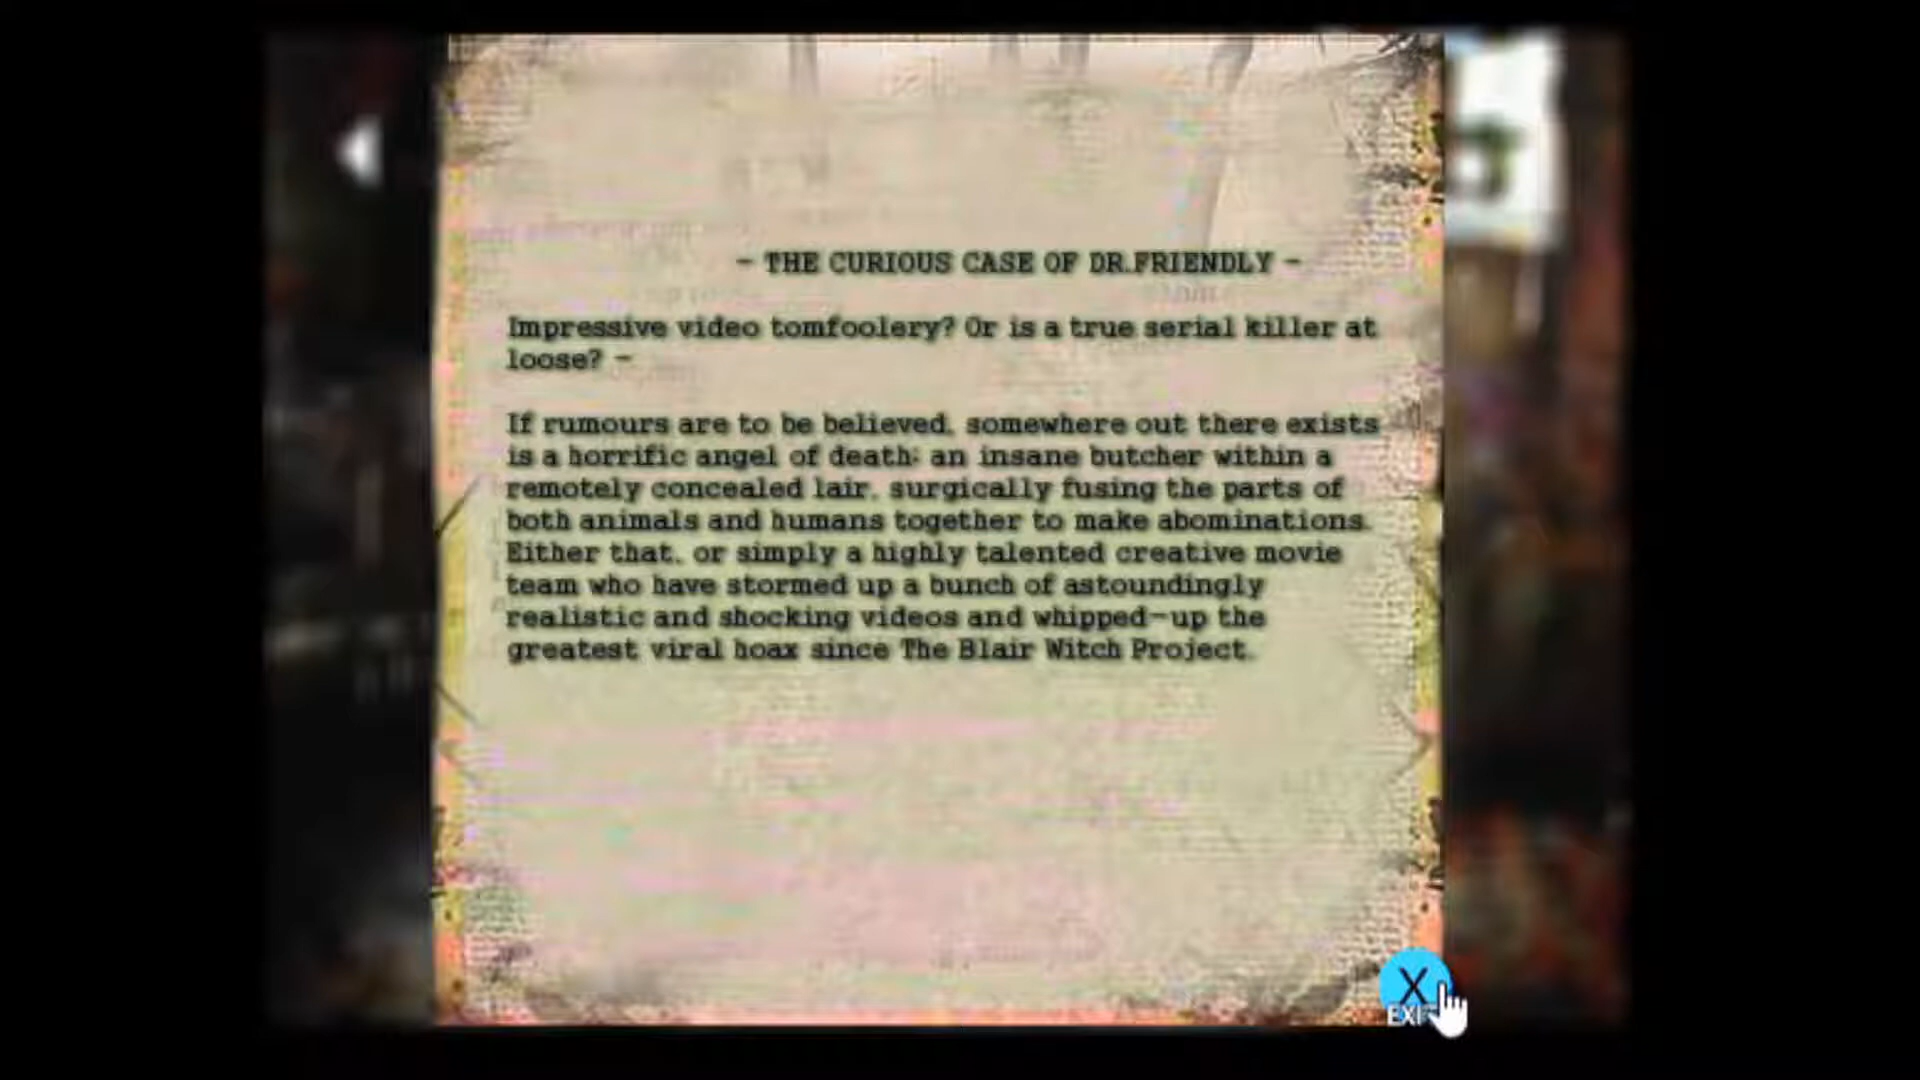 - THE CURIOUS CASE OF DR.FRIENDLY -
Impressive video tomfoolery? Or is a true serial killer at
loose? -
If rumours are to be believed, somewhere out there exists
is a horrific angel of death; an insane butcher within a
remotely concealed lair, surgically fusing the parts of
both animals and humans together to make abominations.
Either that, or simply a highly talented creative movie
team who have stormed up a bunch of astoundingly
realistic and shocking videos and whipped-up the
greatest viral hoax since The Blair Witch Project.
X